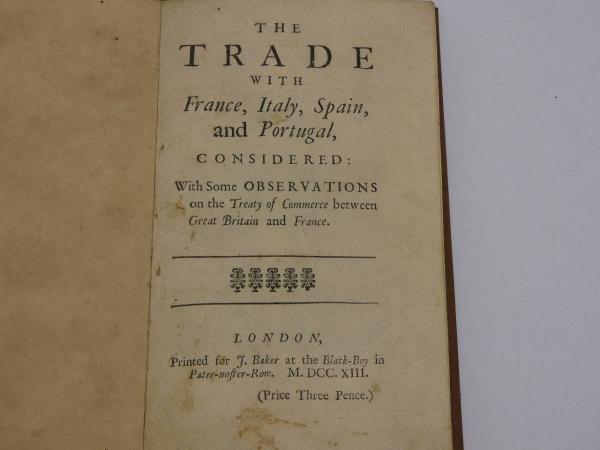 THE
TRADE
WITH
France, Italy, Spain,
and Portugal,
CONSIDERED:
With Some OBSERVATIONS
on the Treaty of Commerce between
Great Britain and France.
LONDON,
Printed for J. Baker at the Black-Boy in
Pater-noſter-Row. M. DCC. XIII.
(Price Three Pence.)